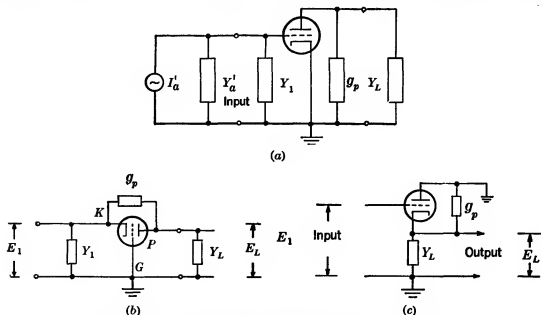 I'a
Y'a
Input
Y1
gp
YL
(a)
gp
K
P
E1
Y1
G
YL
EL
(b)
E1
Input
gp
YL
Output
EL
(c)